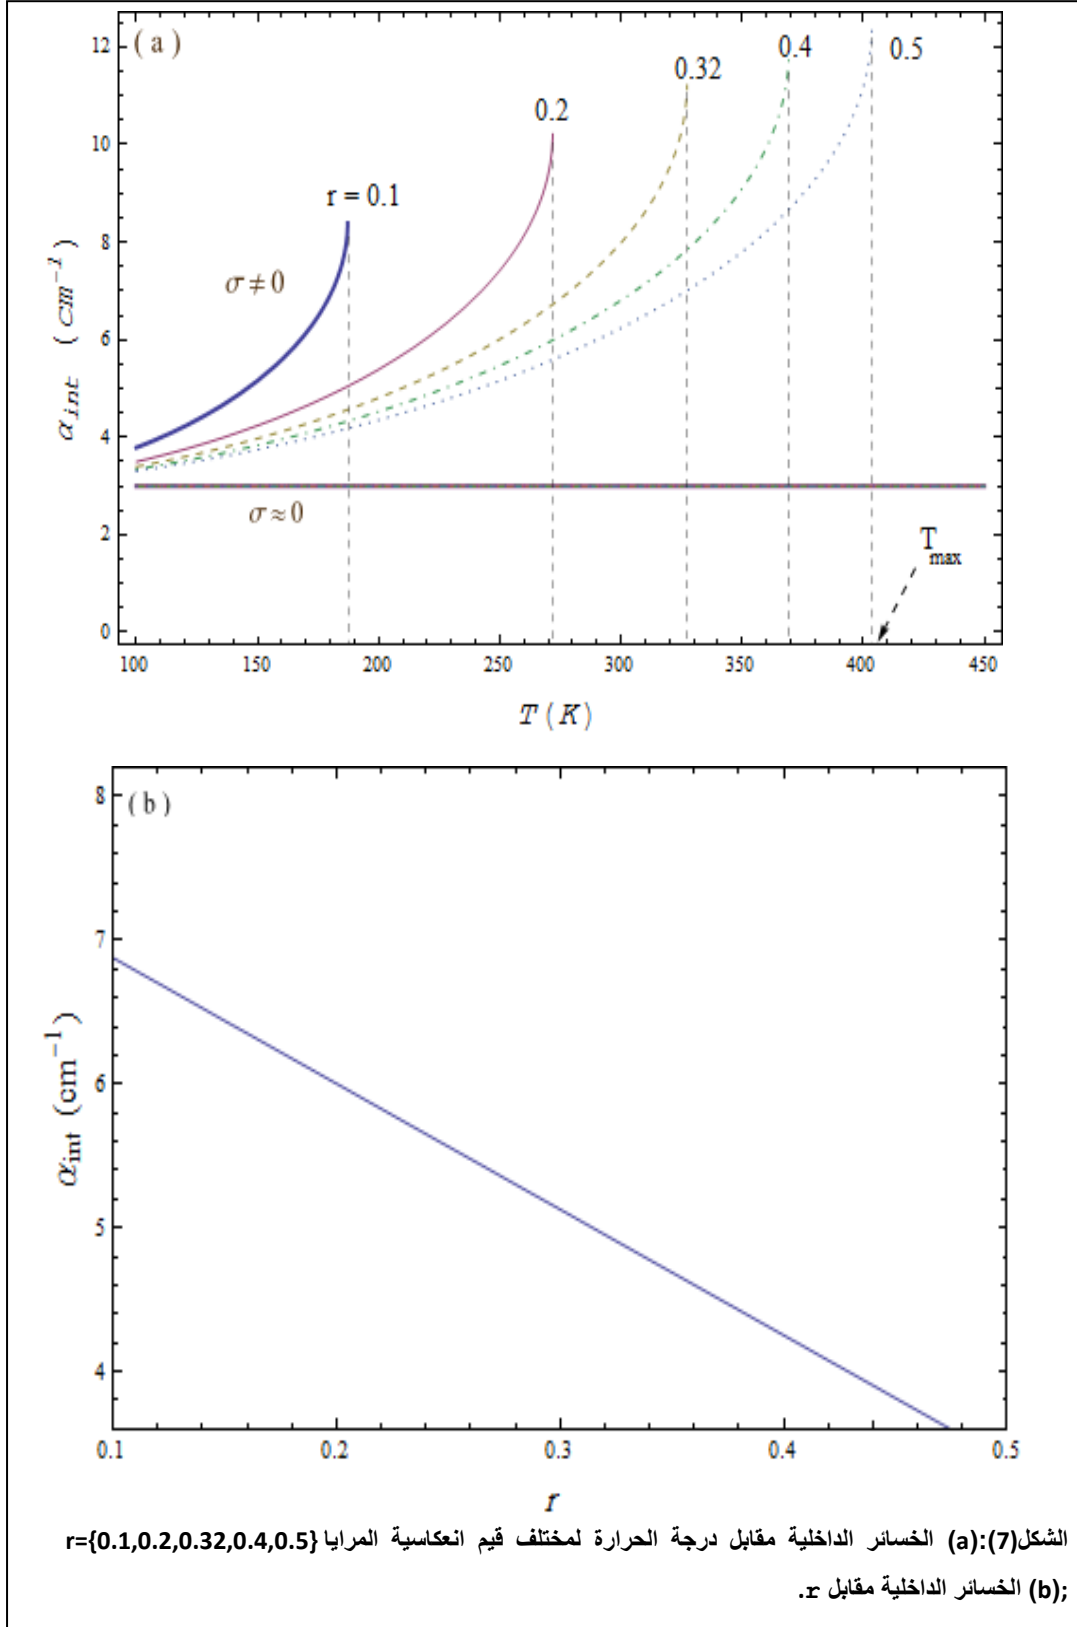 ( a )
12
10
8
6
4
2
0
r = 0.1
0.2
0.32
0.4
0.5
σ ≠ 0
σ ≈ 0
T max
α int ( cm⁻¹ )
100 150 200 250 300 350 400 450
T ( K )
( b )
8
7
6
5
4
α int (cm⁻¹)
0.1 0.2 0.3 0.4 0.5
r
الشكل(7):(a) الخسائر الداخلية مقابل درجة الحرارة لمختلف قيم انعكاسية المرايا r={0.1,0.2,0.32,0.4,0.5}
;(b) الخسائر الداخلية مقابل r.